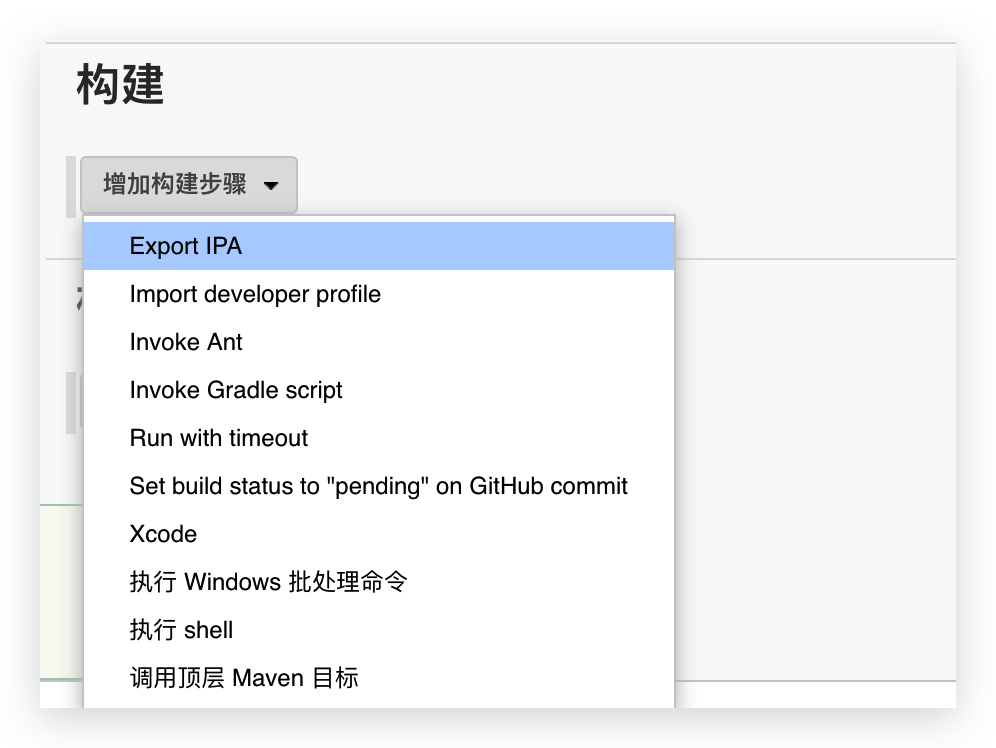 构建
增加构建步骤
Export IPA
Import developer profile
Invoke Ant
Invoke Gradle script
Run with timeout
Set build status to "pending" on GitHub commit
Xcode
执行 Windows 批处理命令
执行 shell
调用顶层 Maven 目标